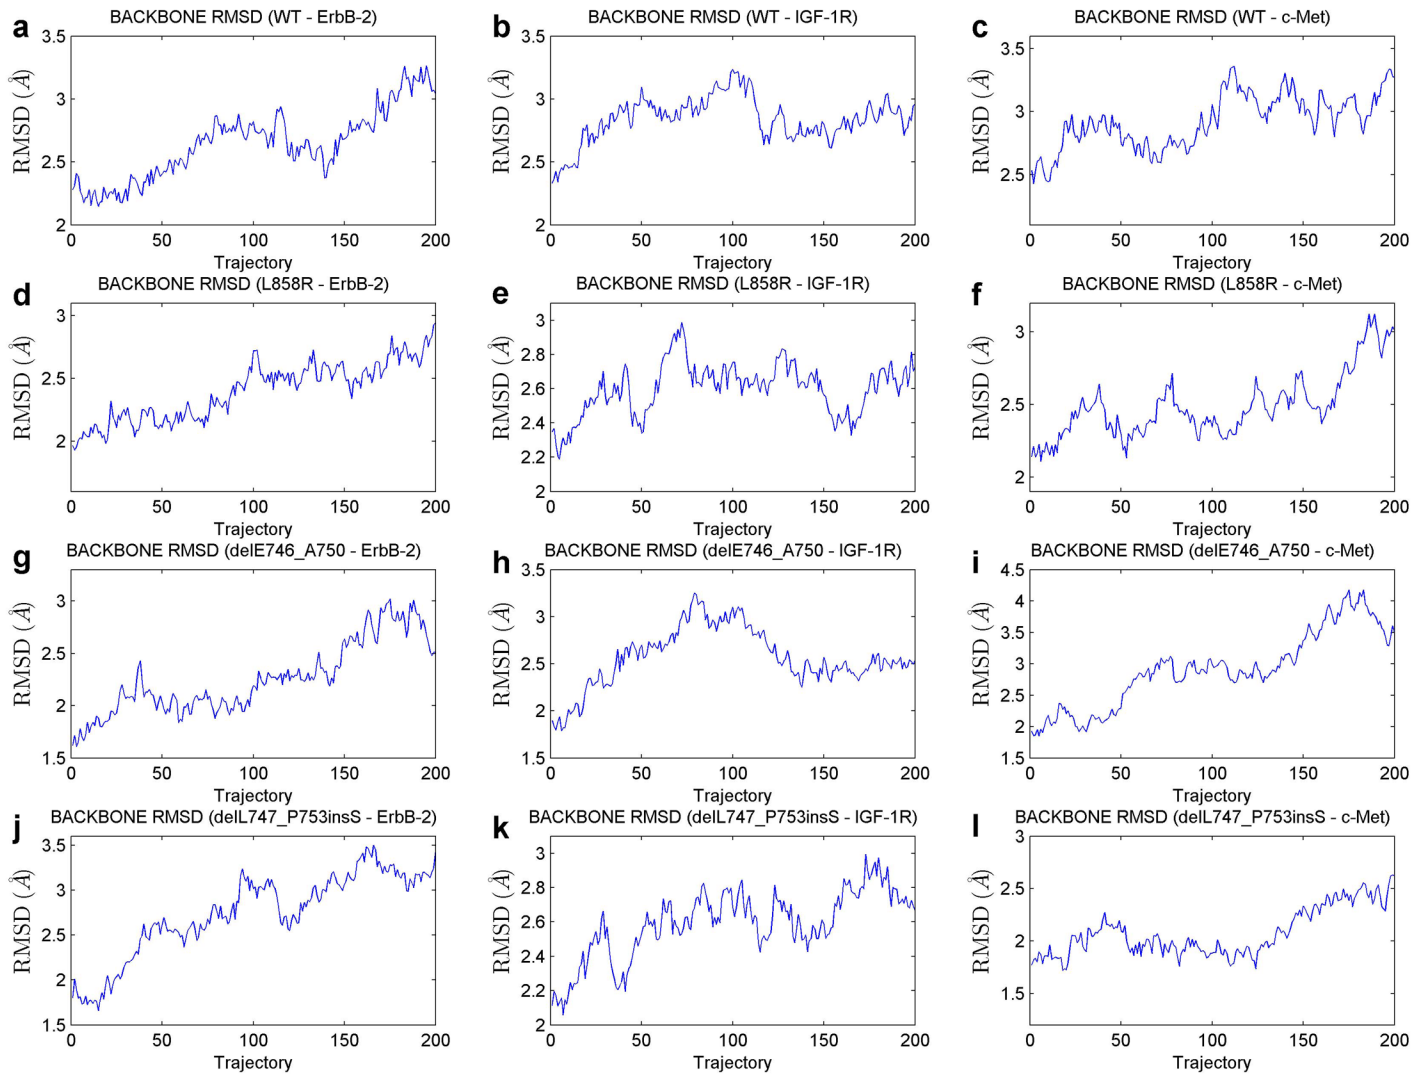 a BACKBONE RMSD (WT - ErbB-2)
3.5
3
2.5
2
RMSD (Å)
0 50 100 150 200
Trajectory
b BACKBONE RMSD (WT - IGF-1R)
3.5
3
2.5
2
RMSD (Å)
0 50 100 150 200
Trajectory
c BACKBONE RMSD (WT - c-Met)
3.5
3
2.5
RMSD (Å)
0 50 100 150 200
Trajectory
d BACKBONE RMSD (L858R - ErbB-2)
3
2.5
2
RMSD (Å)
0 50 100 150 200
Trajectory
e BACKBONE RMSD (L858R - IGF-1R)
3
2.8
2.6
2.4
2.2
2
RMSD (Å)
0 50 100 150 200
Trajectory
f BACKBONE RMSD (L858R - c-Met)
3
2.5
2
RMSD (Å)
0 50 100 150 200
Trajectory
g BACKBONE RMSD (delE746_A750 - ErbB-2)
3
2.5
2
1.5
RMSD (Å)
0 50 100 150 200
Trajectory
h BACKBONE RMSD (delE746_A750 - IGF-1R)
3.5
3
2.5
2
1.5
RMSD (Å)
0 50 100 150 200
Trajectory
i BACKBONE RMSD (delE746_A750 - c-Met)
4.5
4
3.5
3
2.5
2
1.5
RMSD (Å)
0 50 100 150 200
Trajectory
j BACKBONE RMSD (delL747_P753insS - ErbB-2)
3.5
3
2.5
2
1.5
RMSD (Å)
0 50 100 150 200
Trajectory
k BACKBONE RMSD (delL747_P753insS - IGF-1R)
3
2.8
2.6
2.4
2.2
2
RMSD (Å)
0 50 100 150 200
Trajectory
l BACKBONE RMSD (delL747_P753insS - c-Met)
3
2.5
2
1.5
RMSD (Å)
0 50 100 150 200
Trajectory